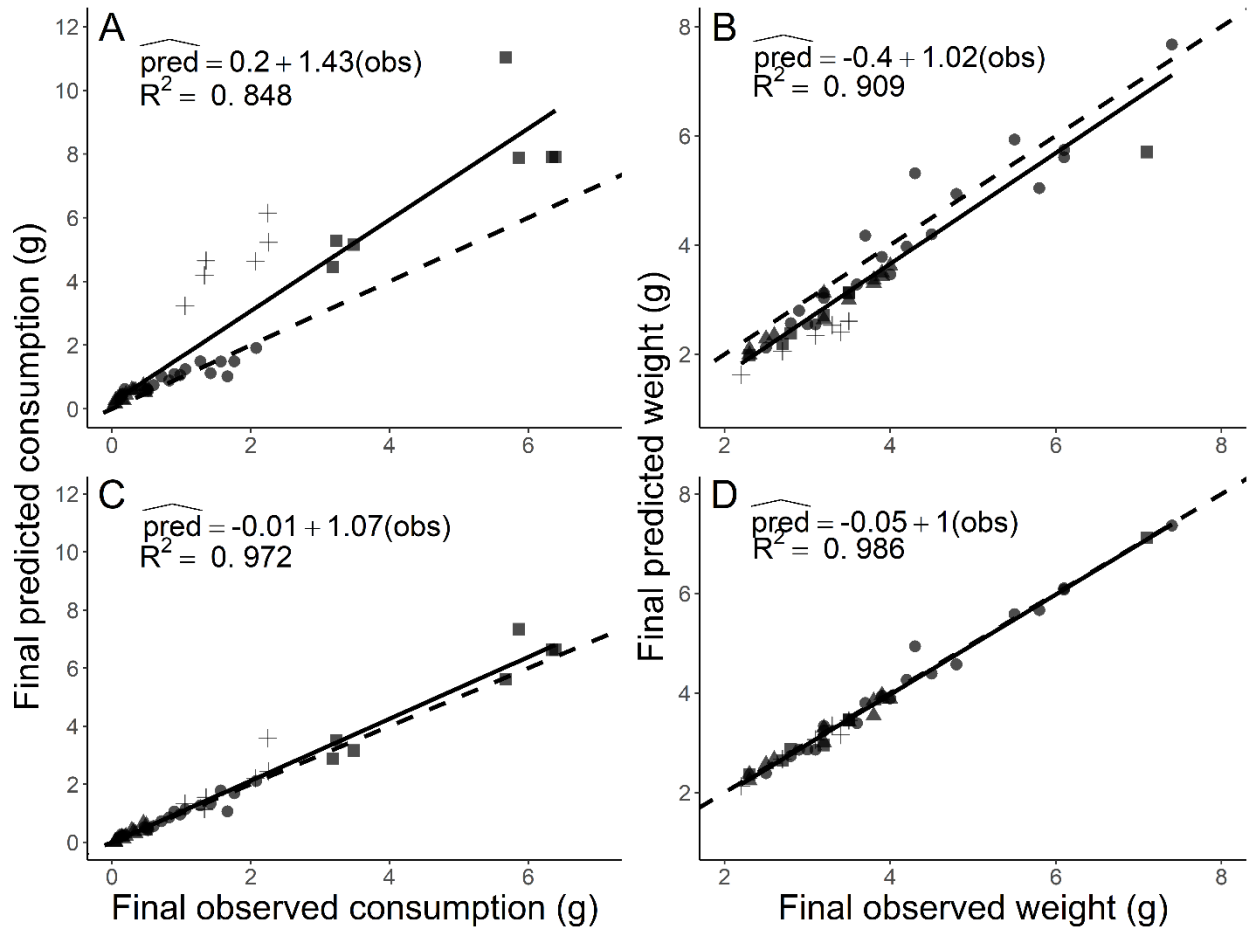 A
pred = 0.2 + 1.43(obs)
R² = 0. 848
12
10
8
6
4
2
0
0
2
4
6
B
pred = -0.4 + 1.02(obs)
R² = 0. 909
8
6
4
2
2
4
6
8
C
pred = -0.01 + 1.07(obs)
R² = 0. 972
12
10
8
6
4
2
0
0
2
4
6
D
pred = -0.05 + 1(obs)
R² = 0. 986
8
6
4
2
2
4
6
8
Final predicted consumption (g)
Final predicted weight (g)
Final observed consumption (g)
Final observed weight (g)